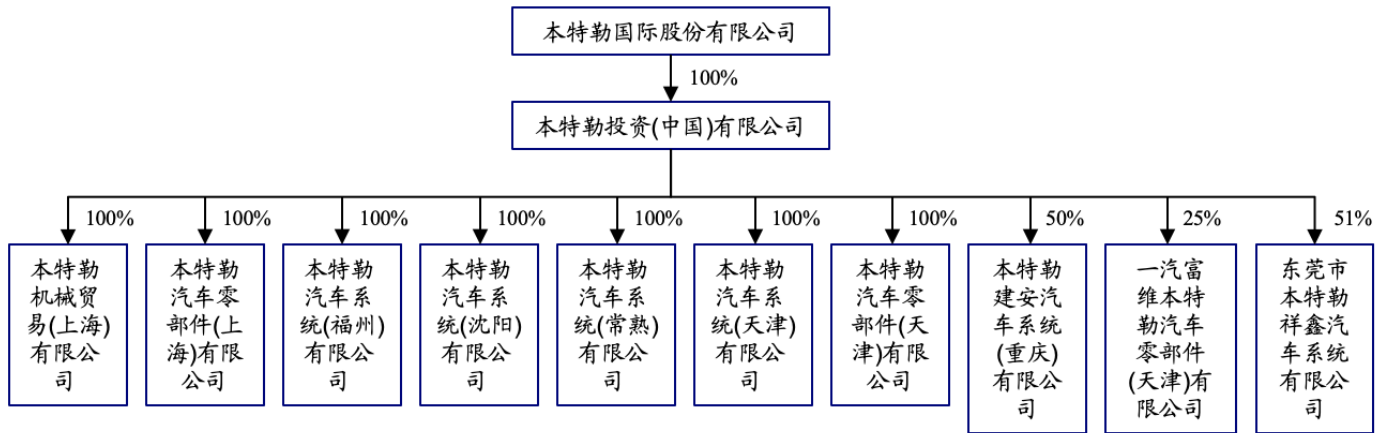 本特勒国际股份有限公司
100%
本特勒投资(中国)有限公司
100%
100%
100%
100%
100%
100%
100%
50%
25%
51%
本特勒
机械贸
易(上海)
有限公
司
本特勒
汽车零
部件(上
海)有限
公司
本特勒
汽车系
统(福州)
有限公
司
本特勒
汽车系
统(沈阳)
有限公
司
本特勒
汽车系
统(常熟)
有限公
司
本特勒
汽车系
统(天津)
有限公
司
本特勒
汽车零
部件(天
津)有限
公司
本特勒
建安汽
车系统
(重庆)
有限公
司
一汽富
维本特
勒汽车
零部件
(天津)有
限公司
东莞市
本特勒
祥鑫汽
车系统
有限公
司